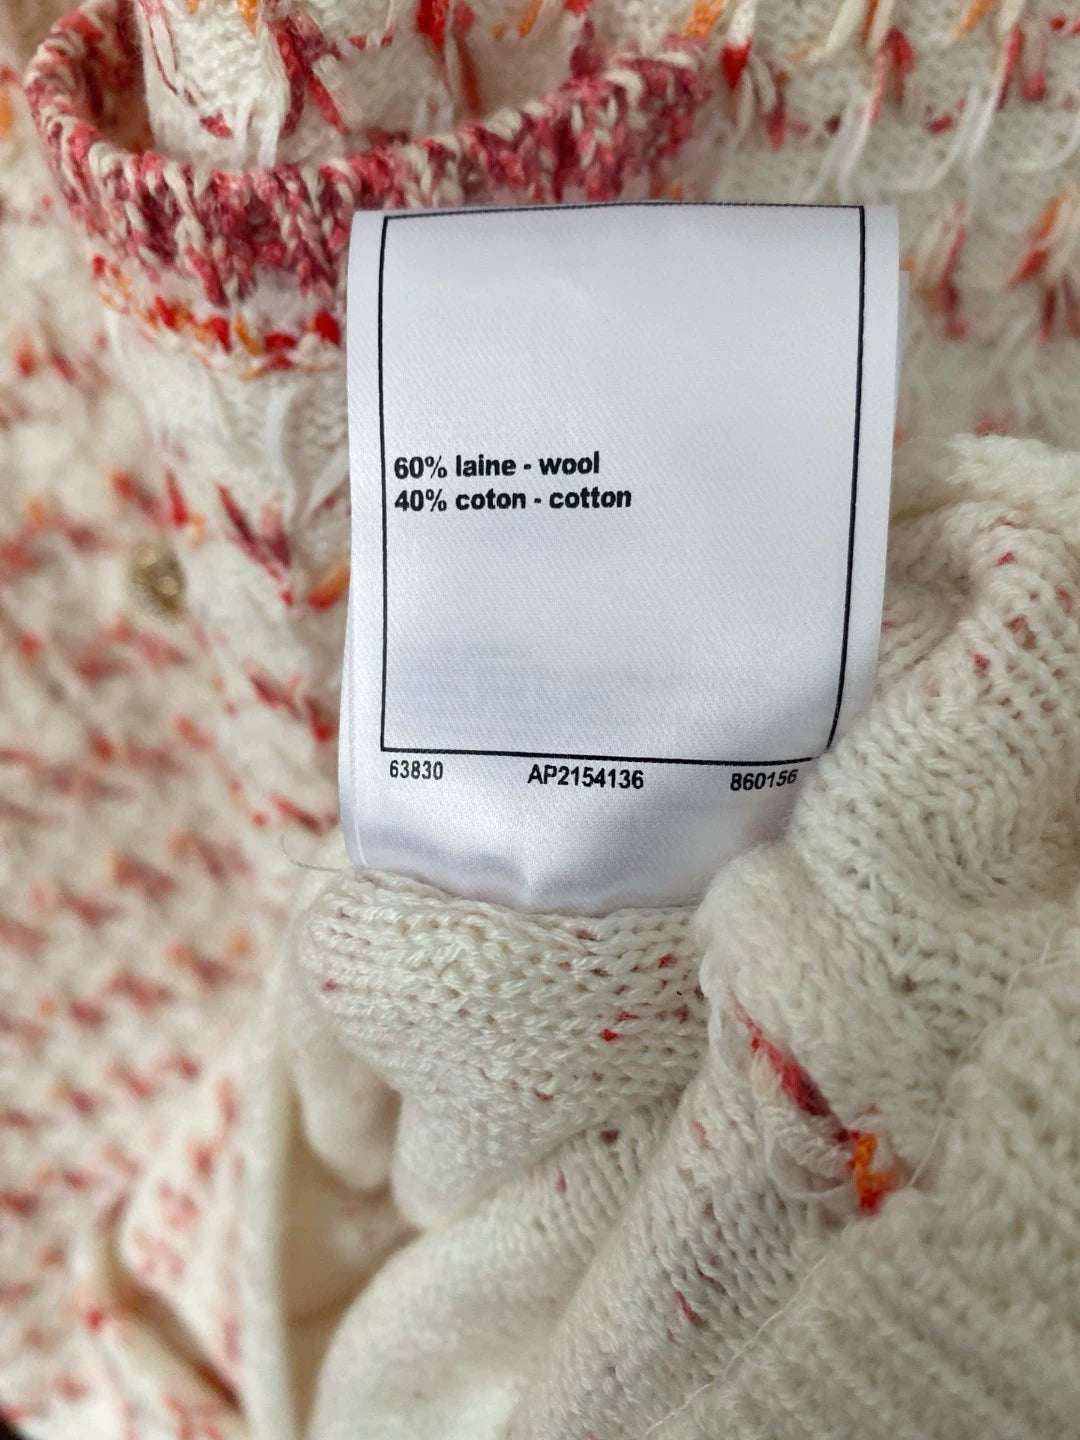 60% laine - wool
40% coton - cotton
63830 AP2154136 860156